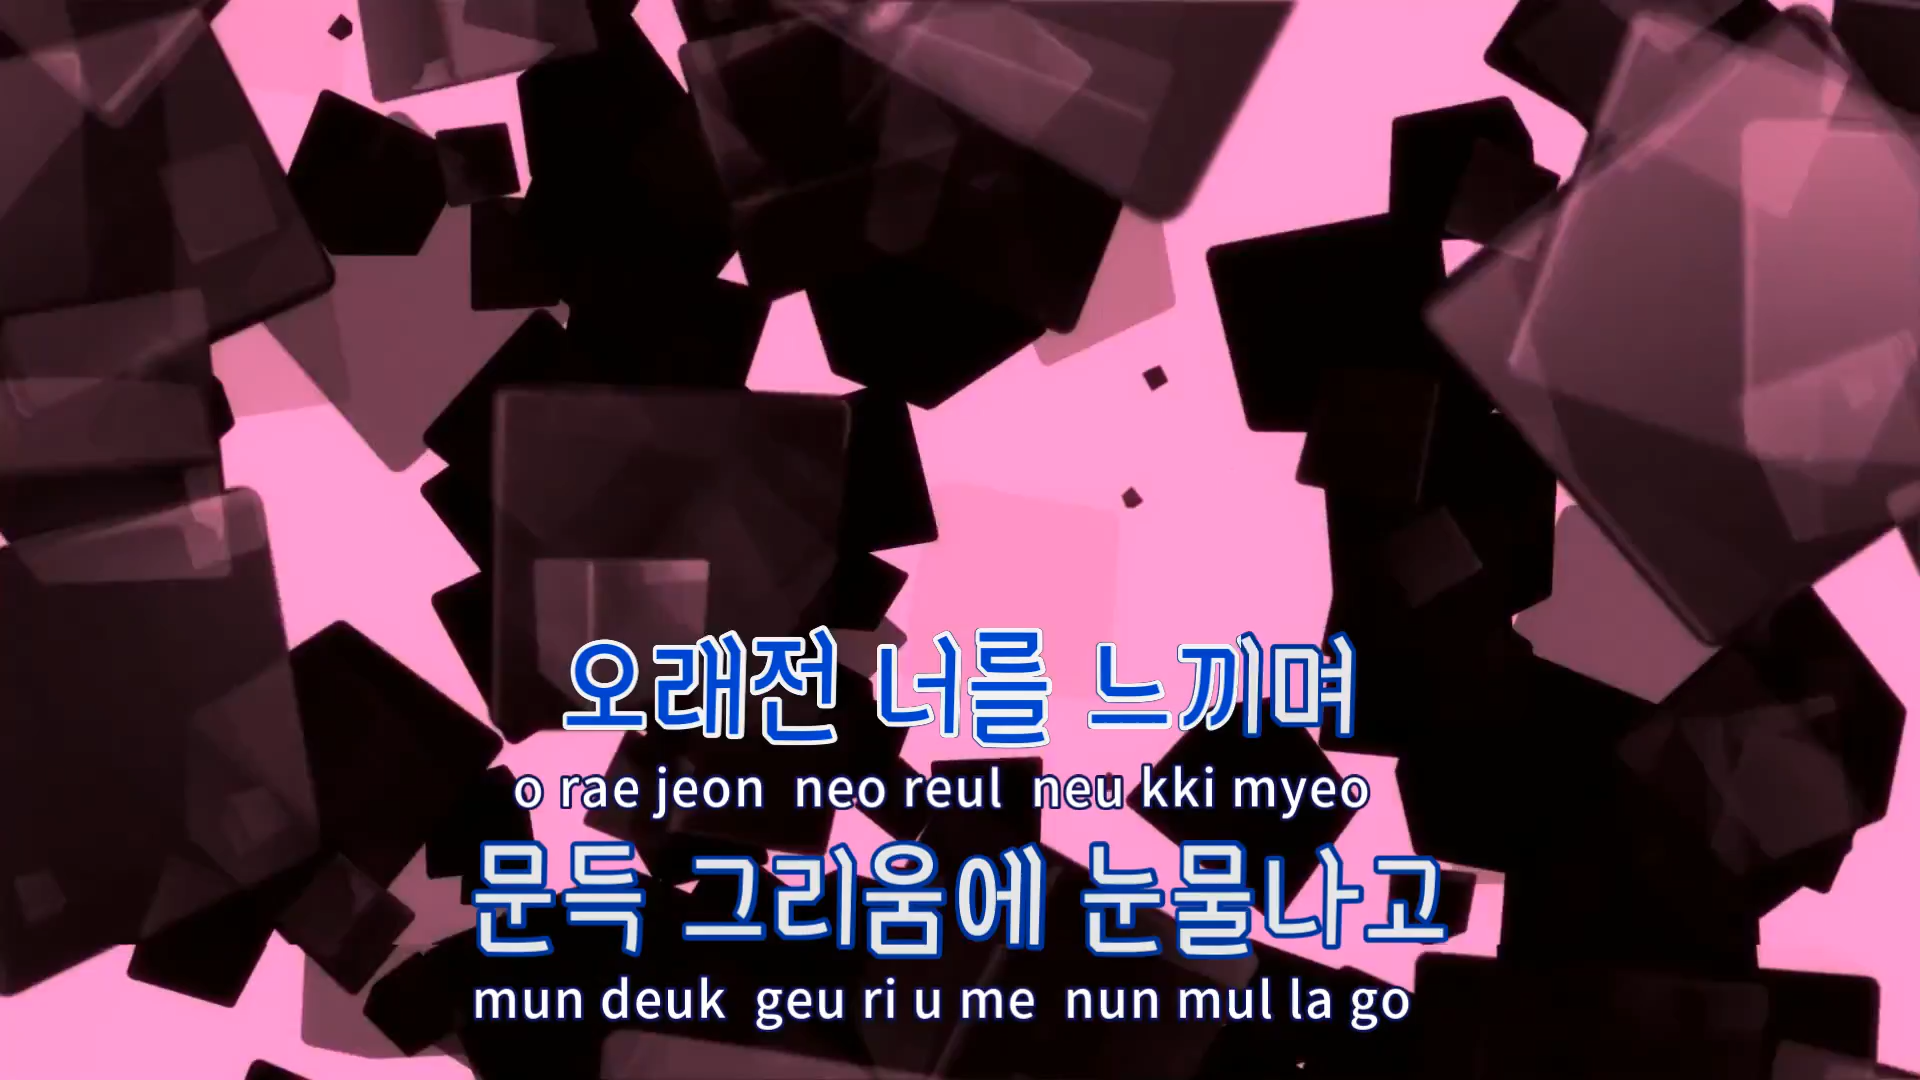 오래전 너를 느끼며
o rae jeon neo reul neu kki myeo
문득 그리움에 눈물나고
mun deuk geu ri u me nun mul la go